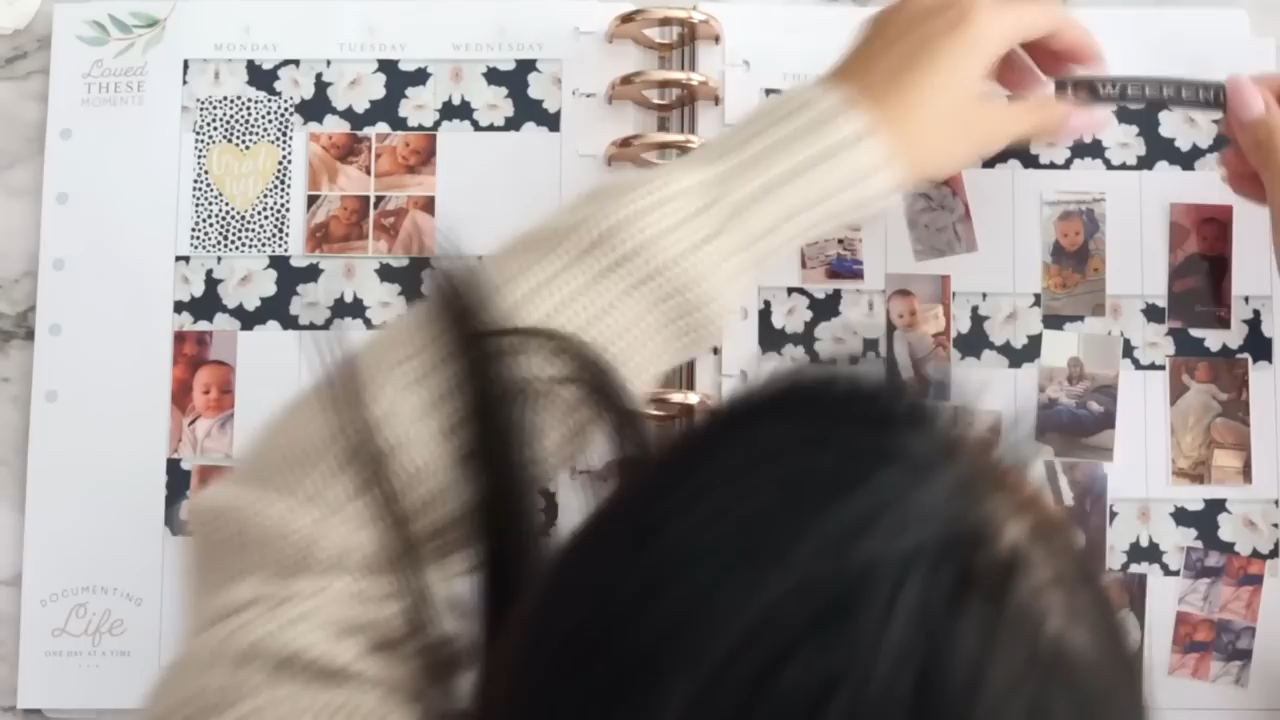 Loved
THESE
MOMENTS
MONDAY
TUESDAY
WEDNESDAY
WEEKEND
DOCUMENTING
Life
ONE DAY AT A TIME